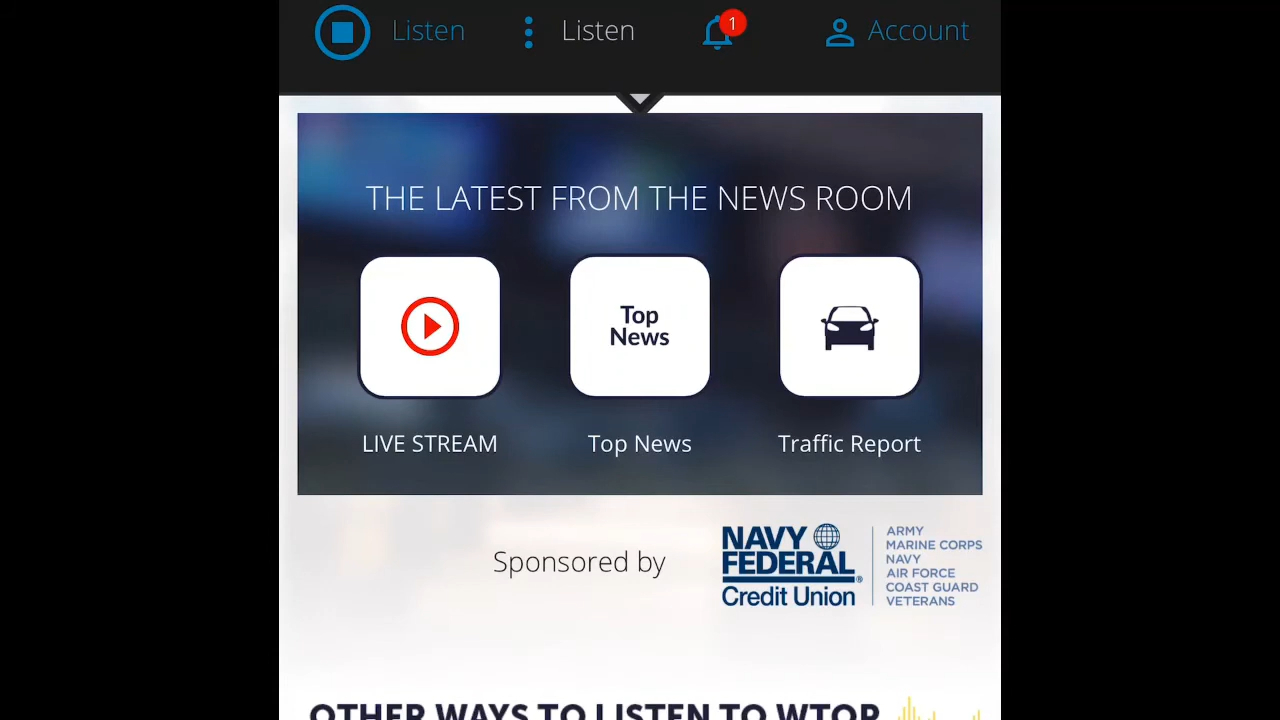 Listen
Listen
1
Account
THE LATEST FROM THE NEWS ROOM
Top
News
LIVE STREAM
Top News
Traffic Report
Sponsored by
NAVY
FEDERAL®
Credit Union
ARMY
MARINE CORPS
NAVY
AIR FORCE
COAST GUARD
VETERANS
OTHER WAYS TO LISTEN TO WTOP